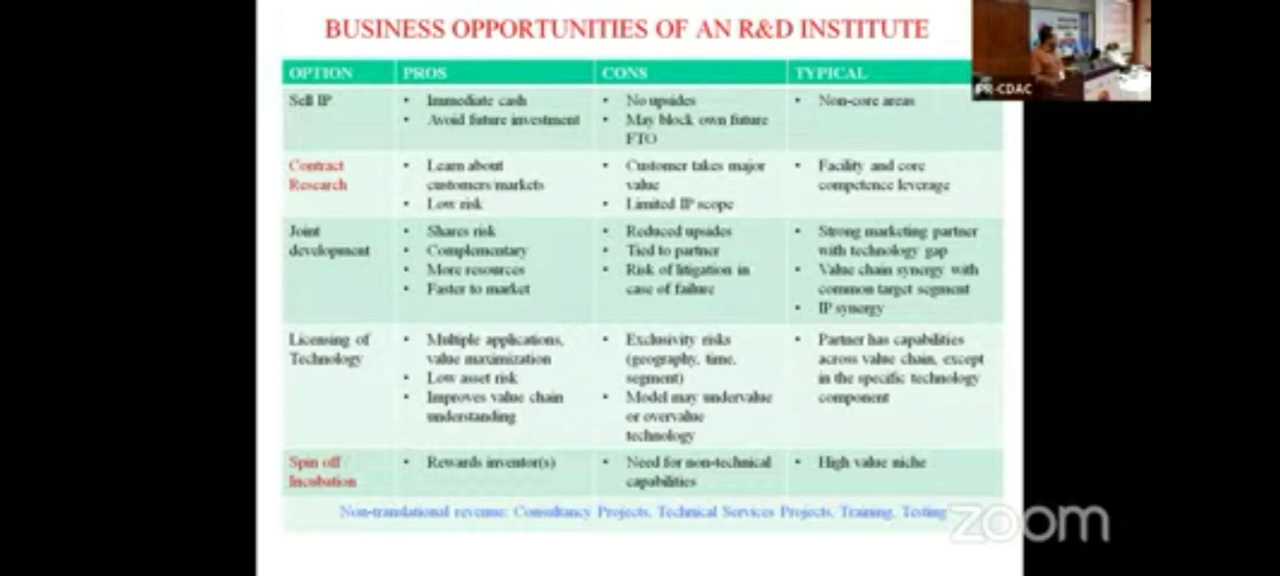 BUSINESS OPPORTUNITIES OF AN R&D INSTITUTE
OPTION PROS CONS TYPICAL
Sell IP
• Immediate cash
• Avoid future investment
• No upsides
• May block own future
FTO
• Non-core areas
Contract
Research
• Learn about
customers/markets
• Low risk
• Customer takes major
value
• Limited IP scope
• Facility and core
competence leverage
Joint
development
• Shares risk
• Complementary
• More resources
• Faster to market
• Reduced upsides
• Tied to partner
• Risk of litigation in
case of failure
• Strong marketing partner
with technology gap
• Value chain synergy with
common target segment
• IP synergy
Licensing of
Technology
• Multiple applications,
value maximization
• Low asset risk
• Improves value chain
understanding
• Exclusivity risks
(geography, time,
segment)
• Model may undervalue
or overvalue
technology
• Partner has capabilities
across value chain, except
in the specific technology
component
Spin off /
Incubation
• Rewards inventor(s)
• Need for non-technical
capabilities
• High value niche
Non-translational revenue: Consultancy Projects, Technical Services Projects, Training, Testing
zoom
PR-CDAC